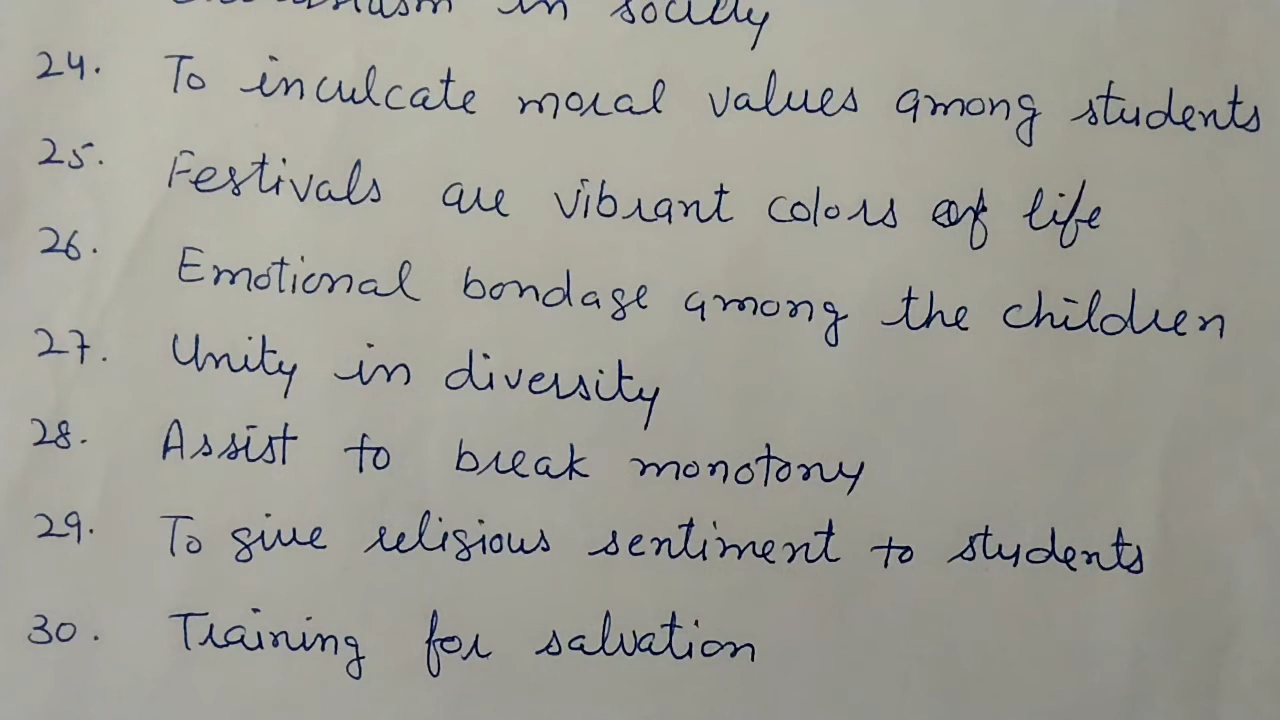 in society
24. To inculcate moral values among students
25. Festivals are vibrant colors of life
26. Emotional bondage among the children
27. Unity in diversity
28. Assist to break monotony
29. To give religious sentiment to students
30. Training for salvation